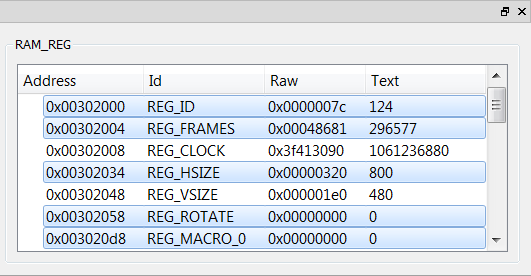 RAM_REG
Address Id Raw Text
0x00302000 REG_ID 0x0000007c 124
0x00302004 REG_FRAMES 0x00048681 296577
0x00302008 REG_CLOCK 0x3f413090 1061236880
0x00302034 REG_HSIZE 0x00000320 800
0x00302048 REG_VSIZE 0x000001e0 480
0x00302058 REG_ROTATE 0x00000000 0
0x003020d8 REG_MACRO_0 0x00000000 0